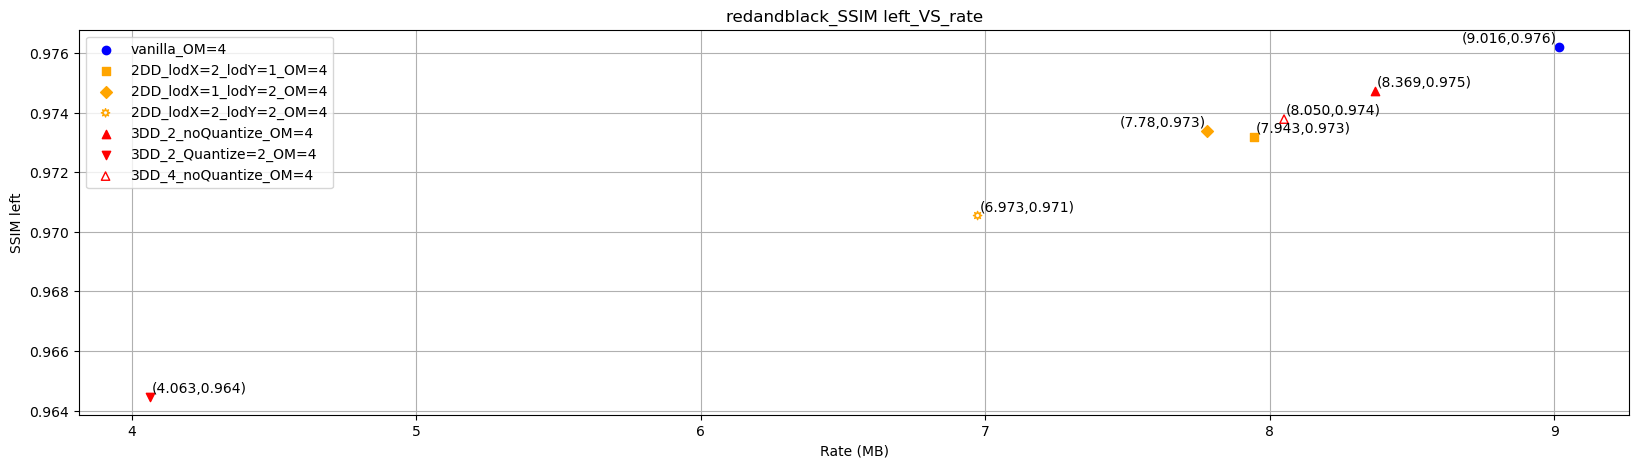 redandblack_SSIM left_VS_rate
vanilla_OM=4
2DD_lodX=2_lodY=1_OM=4
2DD_lodX=1_lodY=2_OM=4
2DD_lodX=2_lodY=2_OM=4
3DD_2_noQuantize_OM=4
3DD_2_Quantize=2_OM=4
3DD_4_noQuantize_OM=4
(9.016,0.976)
(8.369,0.975)
(8.050,0.974)
(7.78,0.973)
(7.943,0.973)
(6.973,0.971)
(4.063,0.964)
SSIM left
0.976
0.974
0.972
0.970
0.968
0.966
0.964
4 5 6 7 8 9
Rate (MB)